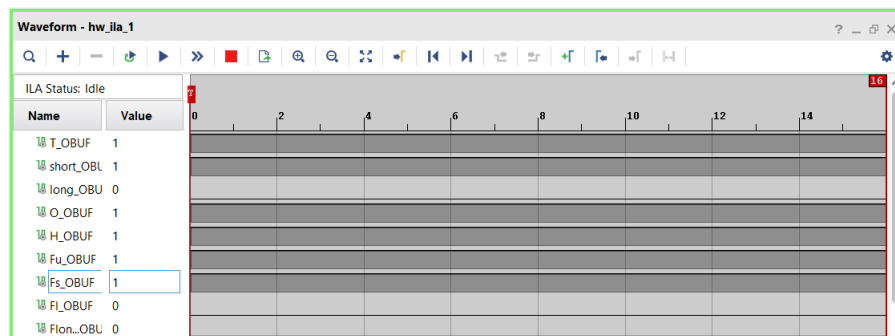 Waveform - hw_ila_1
? _
ILA Status: Idle
16
T
Name Value
0 2 4 6 8 10 12 14
T_OBUF 1
short_OBU 1
long_OBU 0
O_OBUF 1
H_OBUF 1
Fu_OBUF 1
Fs_OBUF 1
Fl_OBUF 0
Flon...OBU 0